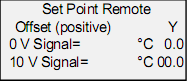 Set Point Remote
Offset (positive) Y
0 V Signal= °C 0.0
10 V Signal= °C 00.0